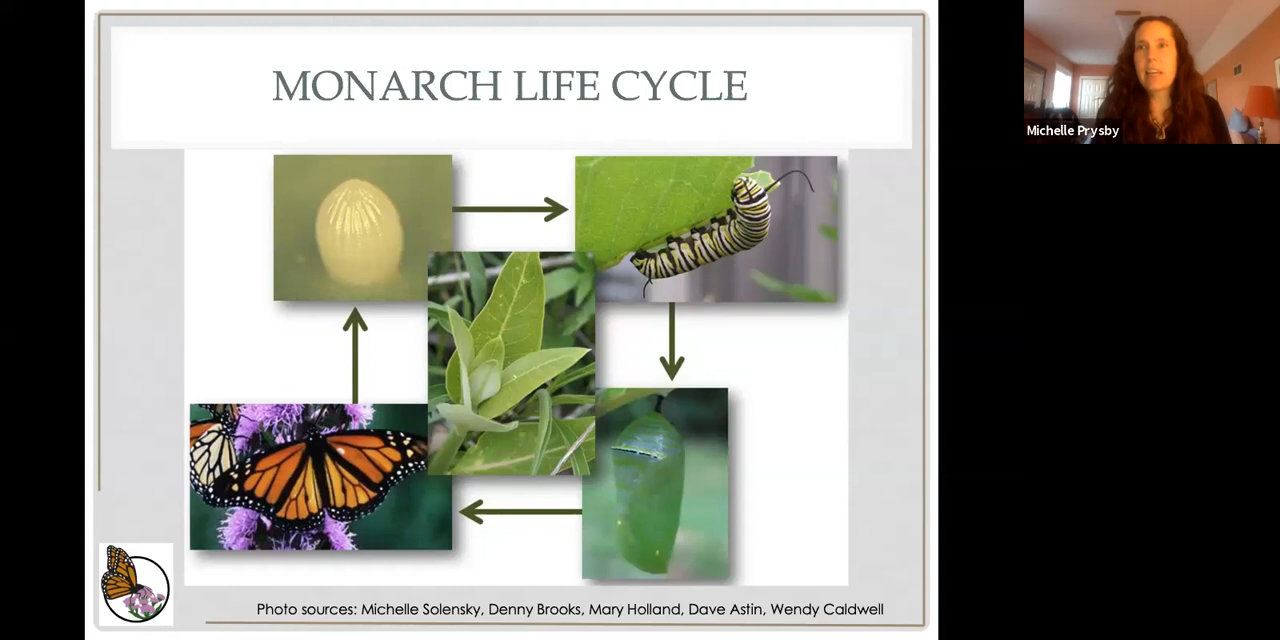 MONARCH LIFE CYCLE
Michelle Prysby
Photo sources: Michelle Solensky, Denny Brooks, Mary Holland, Dave Astin, Wendy Caldwell